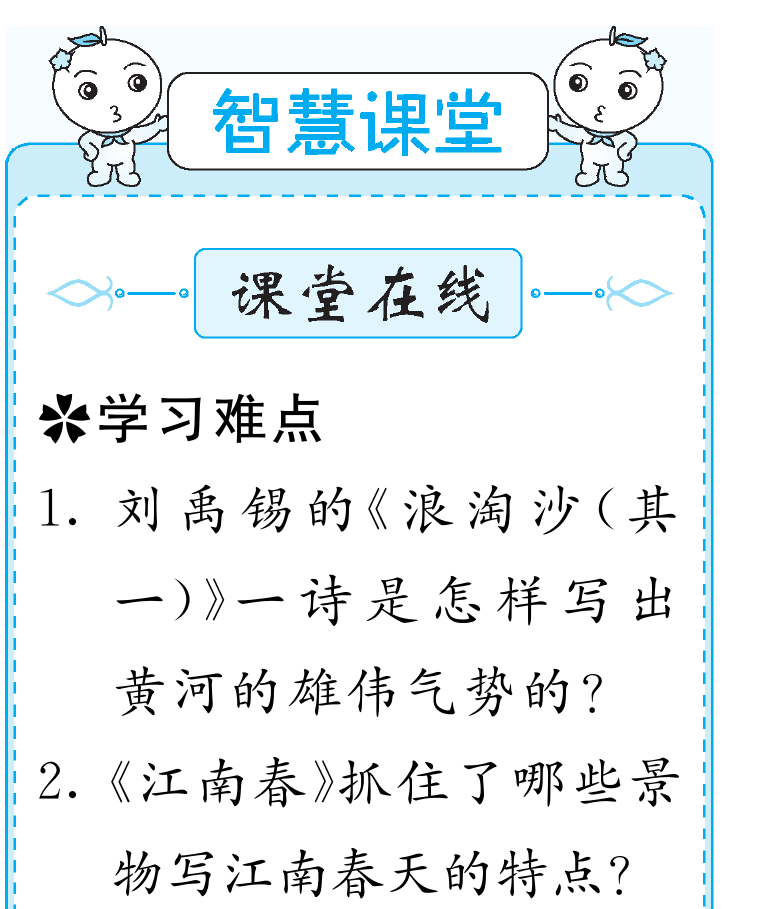 智慧课堂
课堂在线
学习难点
1. 刘禹锡的《浪淘沙(其
一)》一诗是怎样写出
黄河的雄伟气势的?
2.《江南春》抓住了哪些景
物写江南春天的特点?